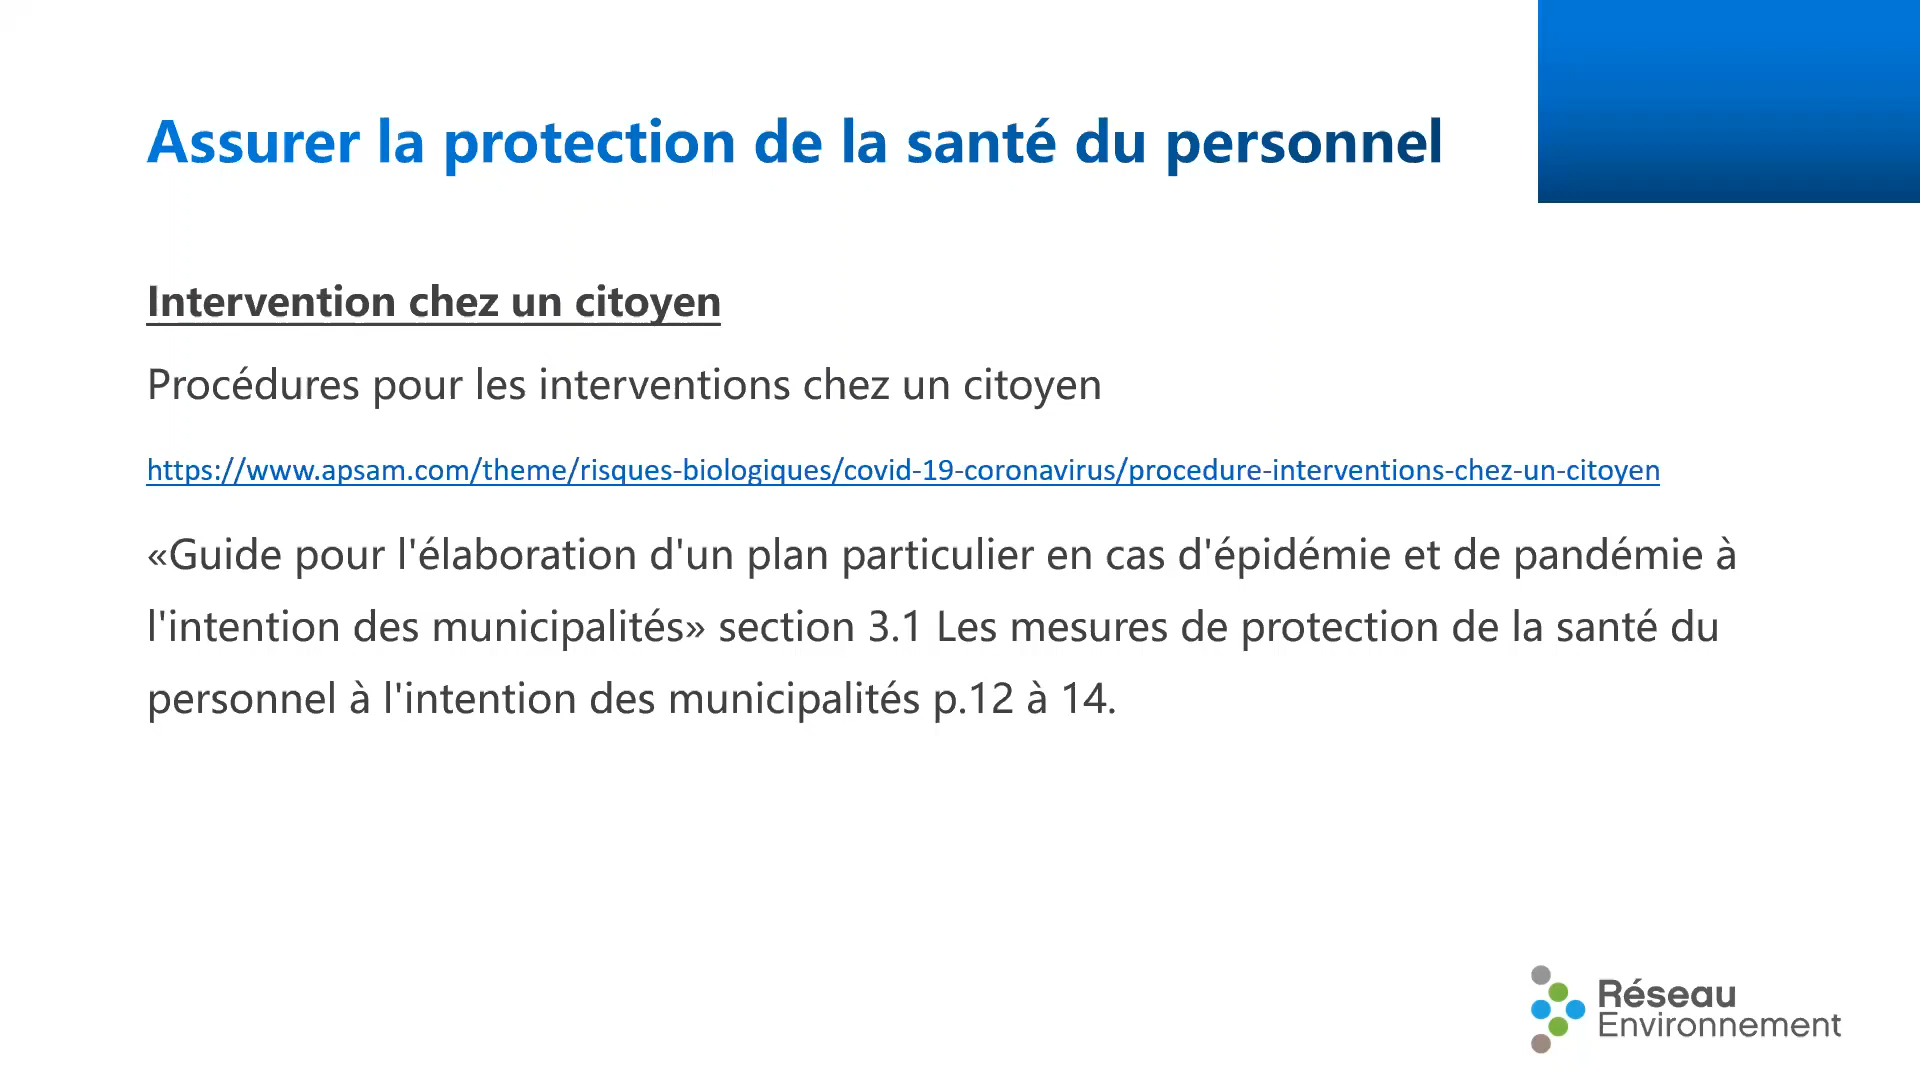 Assurer la protection de la santé du personnel
Intervention chez un citoyen
Procédures pour les interventions chez un citoyen
https://www.apsam.com/theme/risques-biologiques/covid-19-coronavirus/procedure-interventions-chez-un-citoyen
«Guide pour l'élaboration d'un plan particulier en cas d'épidémie et de pandémie à
l'intention des municipalités» section 3.1 Les mesures de protection de la santé du
personnel à l'intention des municipalités p.12 à 14.
Réseau
Environnement